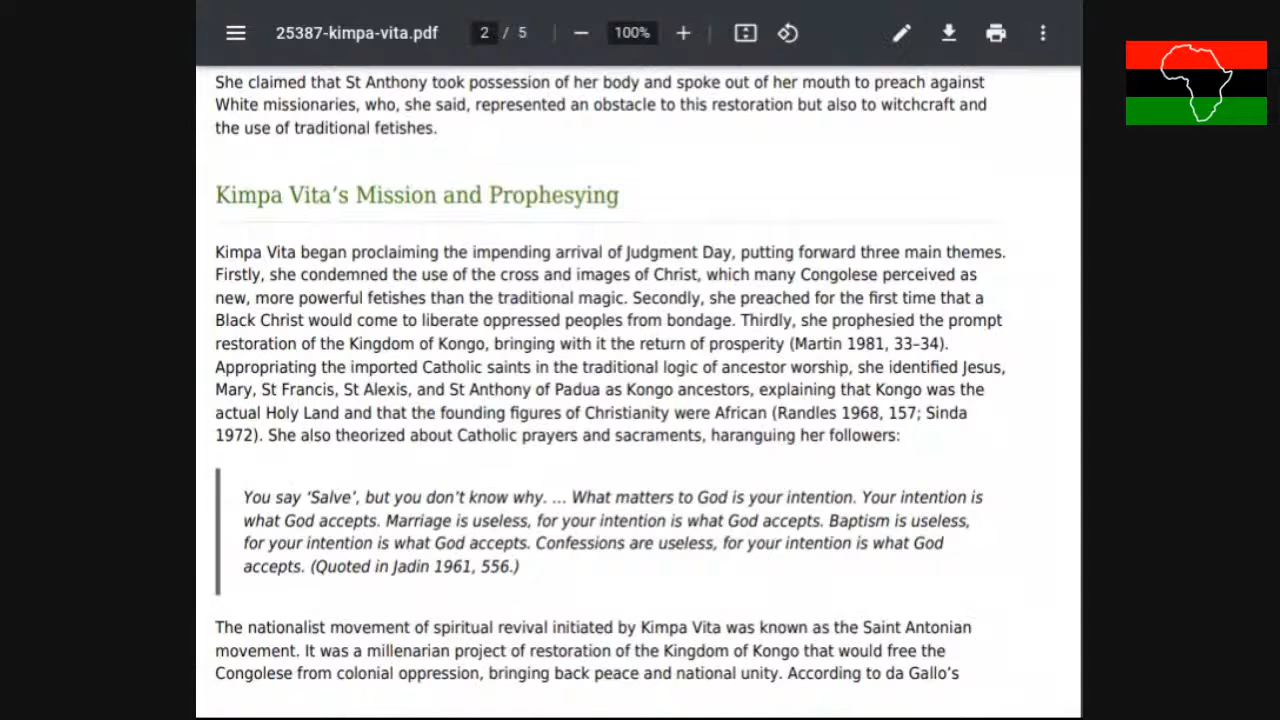 25387-kimpa-vita.pdf 2 / 5 100%
She claimed that St Anthony took possession of her body and spoke out of her mouth to preach against
White missionaries, who, she said, represented an obstacle to this restoration but also to witchcraft and
the use of traditional fetishes.
Kimpa Vita’s Mission and Prophesying
Kimpa Vita began proclaiming the impending arrival of Judgment Day, putting forward three main themes.
Firstly, she condemned the use of the cross and images of Christ, which many Congolese perceived as
new, more powerful fetishes than the traditional magic. Secondly, she preached for the first time that a
Black Christ would come to liberate oppressed peoples from bondage. Thirdly, she prophesied the prompt
restoration of the Kingdom of Kongo, bringing with it the return of prosperity (Martin 1981, 33–34).
Appropriating the imported Catholic saints in the traditional logic of ancestor worship, she identified Jesus,
Mary, St Francis, St Alexis, and St Anthony of Padua as Kongo ancestors, explaining that Kongo was the
actual Holy Land and that the founding figures of Christianity were African (Randles 1968, 157; Sinda
1972). She also theorized about Catholic prayers and sacraments, haranguing her followers:
You say ‘Salve’, but you don’t know why. … What matters to God is your intention. Your intention is
what God accepts. Marriage is useless, for your intention is what God accepts. Baptism is useless,
for your intention is what God accepts. Confessions are useless, for your intention is what God
accepts. (Quoted in Jadin 1961, 556.)
The nationalist movement of spiritual revival initiated by Kimpa Vita was known as the Saint Antonian
movement. It was a millenarian project of restoration of the Kingdom of Kongo that would free the
Congolese from colonial oppression, bringing back peace and national unity. According to da Gallo’s